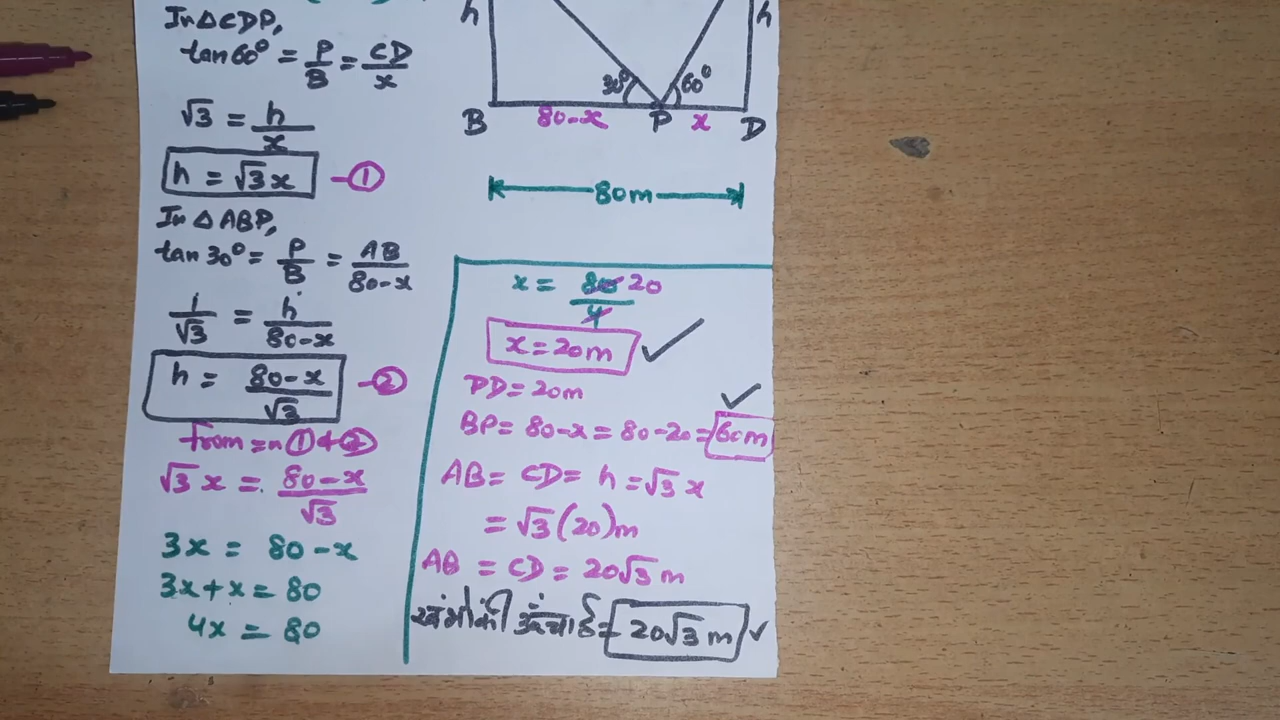 In △CDP,
tan 60° = P/B = CD/x
√3 = h/x
h = √3 x —①
In △ABP,
tan 30° = P/B = AB/80-x
1/√3 = h/80-x
h = 80-x/√3 —②
from =n ① & ②
√3 x = 80-x/√3
3x = 80-x
3x+x = 80
4x = 80
h h
30° 60°
B 80-x P x D
80m
x = 80/4 20
x = 20m
PD = 20m
BP = 80-x = 80-20 = 60m
AB = CD = h = √3 x
= √3 (20) m
AB = CD = 20√3 m
खंभों की ऊँचाई = 20√3 m